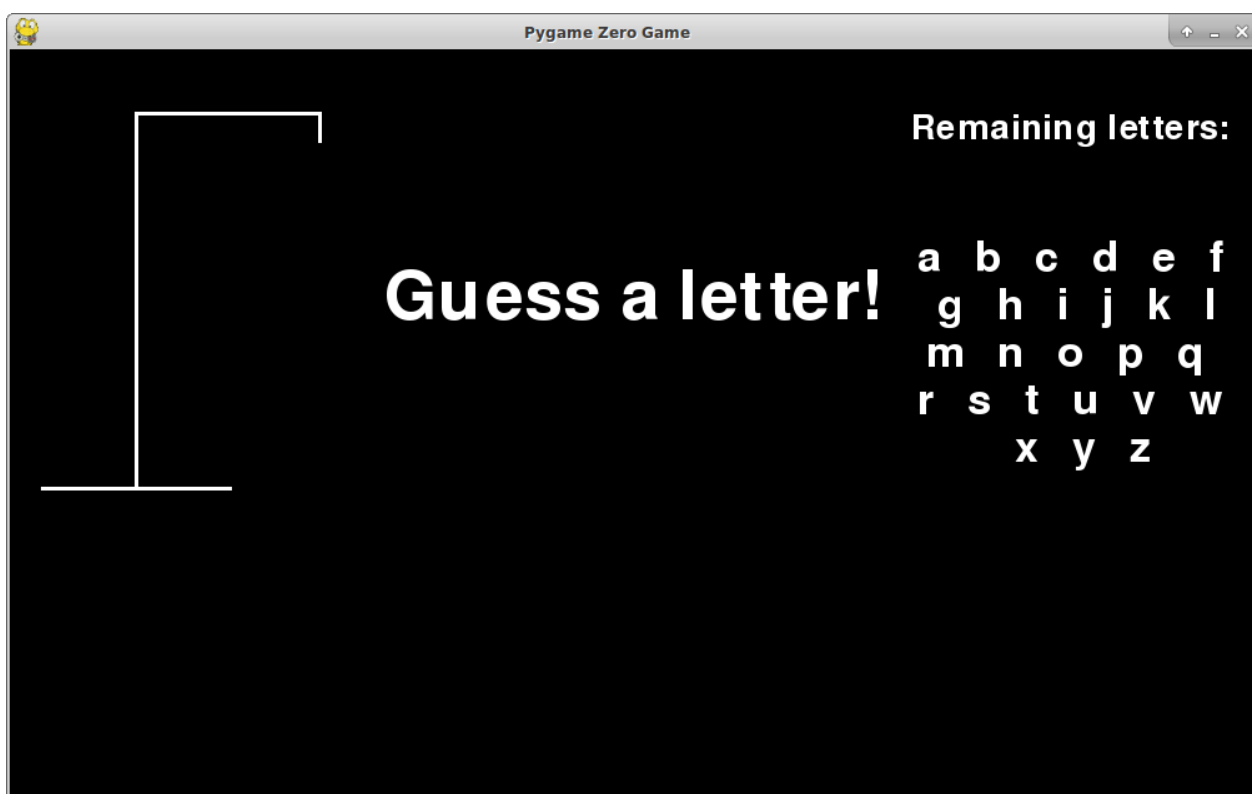 Pygame Zero Game
Remaining letters:
Guess a letter!
a b c d e f
g h i j k l
m n o p q
r s t u v w
x y z